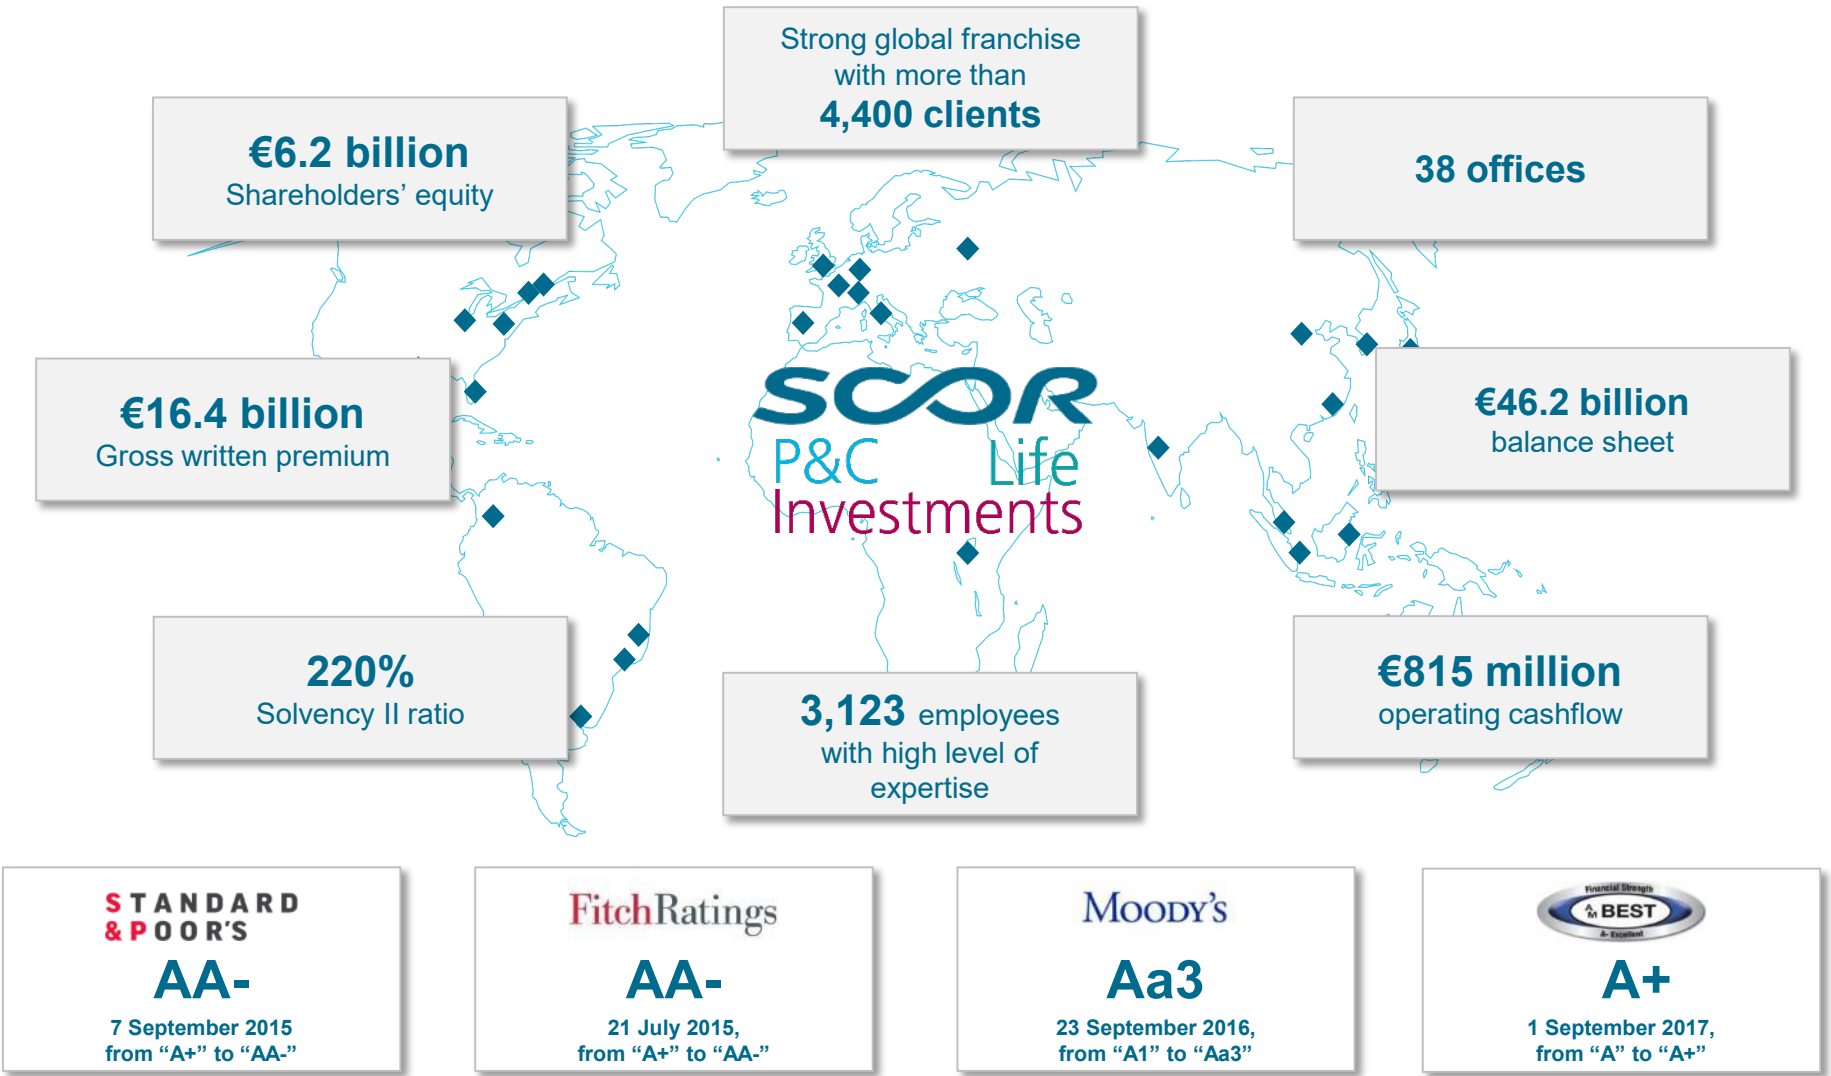 Strong global franchise
with more than
4,400 clients
€6.2 billion
Shareholders’ equity
38 offices
€16.4 billion
Gross written premium
SCOR
P&C Life
Investments
€46.2 billion
balance sheet
220%
Solvency II ratio
3,123 employees
with high level of
expertise
€815 million
operating cashflow
STANDARD
& POOR'S
AA-
7 September 2015
from “A+” to “AA-”
FitchRatings
AA-
21 July 2015,
from “A+” to “AA-”
MOODY’S
Aa3
23 September 2016,
from “A1” to “Aa3”
Financial Strength
AM BEST
A- Excellent
A+
1 September 2017,
from “A” to “A+”